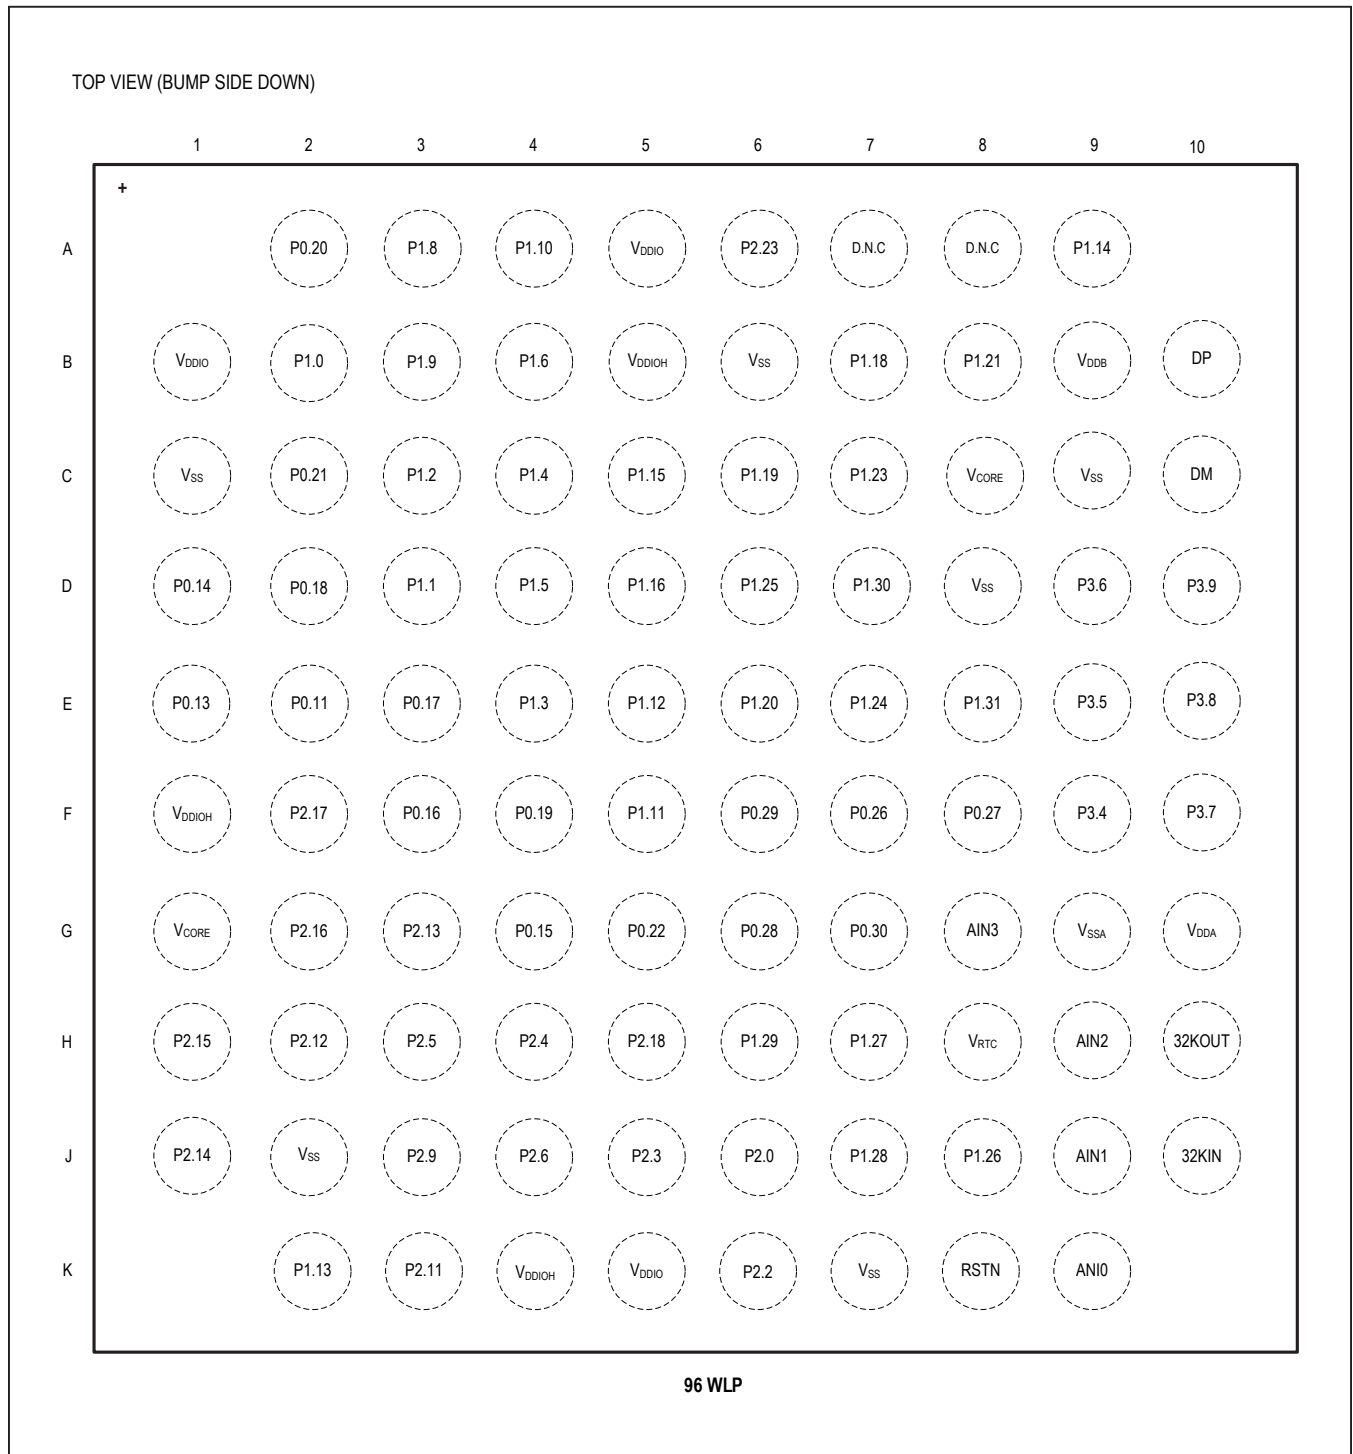 TOP VIEW (BUMP SIDE DOWN)
1 2 3 4 5 6 7 8 9 10
+
A P0.20 P1.8 P1.10 VDDIO P2.23 D.N.C D.N.C P1.14
B VDDIO P1.0 P1.9 P1.6 VDDIOH VSS P1.18 P1.21 VDDB DP
C VSS P0.21 P1.2 P1.4 P1.15 P1.19 P1.23 VCORE VSS DM
D P0.14 P0.18 P1.1 P1.5 P1.16 P1.25 P1.30 VSS P3.6 P3.9
E P0.13 P0.11 P0.17 P1.3 P1.12 P1.20 P1.24 P1.31 P3.5 P3.8
F VDDIOH P2.17 P0.16 P0.19 P1.11 P0.29 P0.26 P0.27 P3.4 P3.7
G VCORE P2.16 P2.13 P0.15 P0.22 P0.28 P0.30 AIN3 VSSA VDDA
H P2.15 P2.12 P2.5 P2.4 P2.18 P1.29 P1.27 VRTC AIN2 32KOUT
J P2.14 VSS P2.9 P2.6 P2.3 P2.0 P1.28 P1.26 AIN1 32KIN
K P1.13 P2.11 VDDIOH VDDIO P2.2 VSS RSTN ANI0
96 WLP